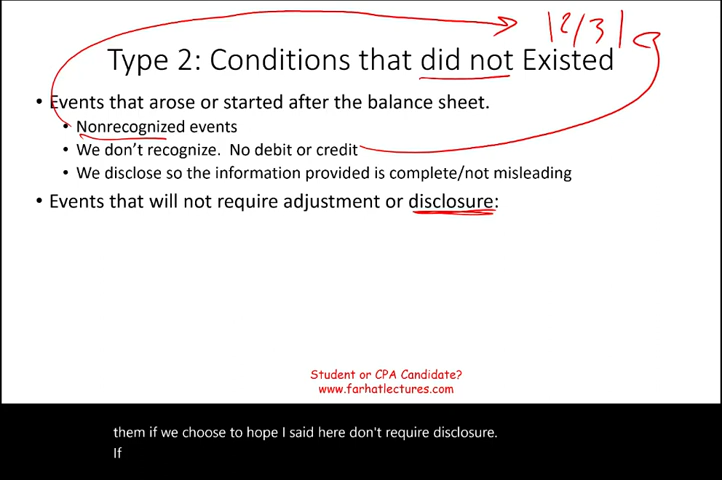 12/31
Type 2: Conditions that did not Existed
• Events that arose or started after the balance sheet.
• Nonrecognized events
• We don't recognize. No debit or credit
• We disclose so the information provided is complete/not misleading
• Events that will not require adjustment or disclosure:
Student or CPA Candidate?
www.farhatlectures.com
them if we choose to hope I said here don't require disclosure.
If